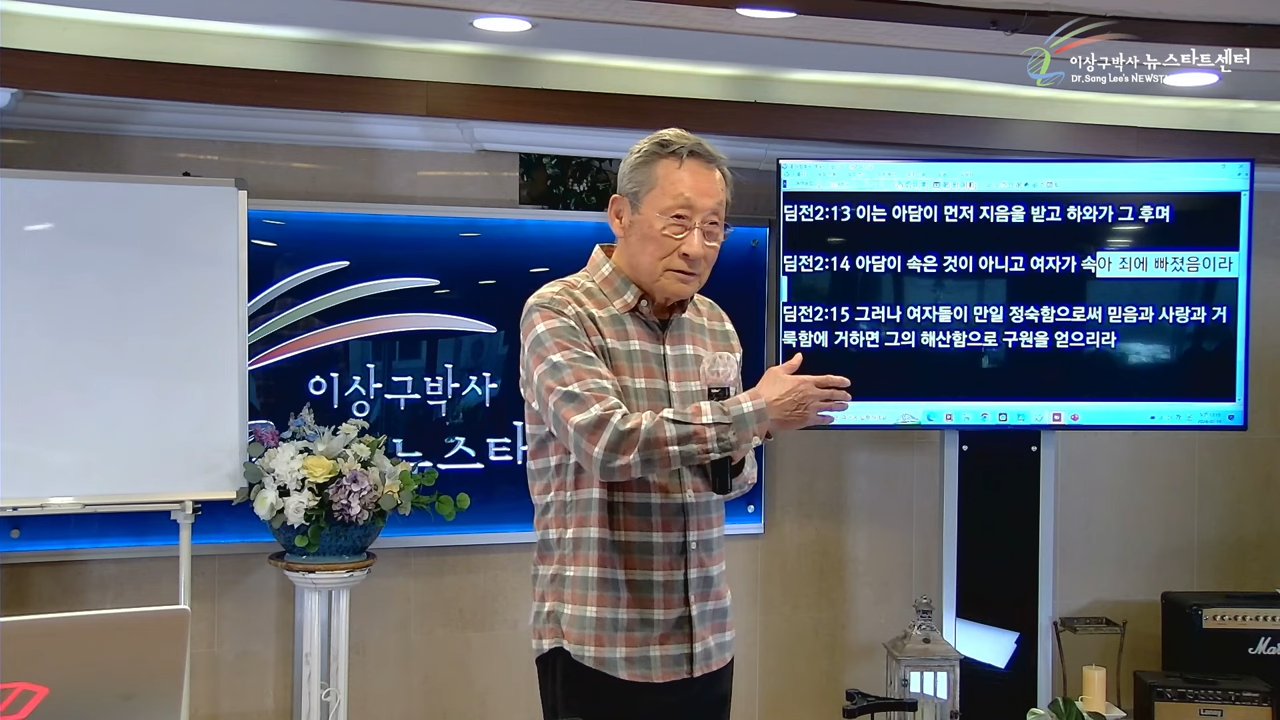 이상구박사 뉴스타트센터
Dr.Sang Lee's NEWST
딤전2:13 이는 아담이 먼저 지음을 받고 하와가 그 후며
딤전2:14 아담이 속은 것이 아니고 여자가 속아 죄에 빠졌음이라
딤전2:15 그러나 여자들이 만일 정숙함으로써 믿음과 사랑과 거
룩함에 거하면 그의 해산함으로 구원을 얻으리라
이상구박사
뉴스타
Mar